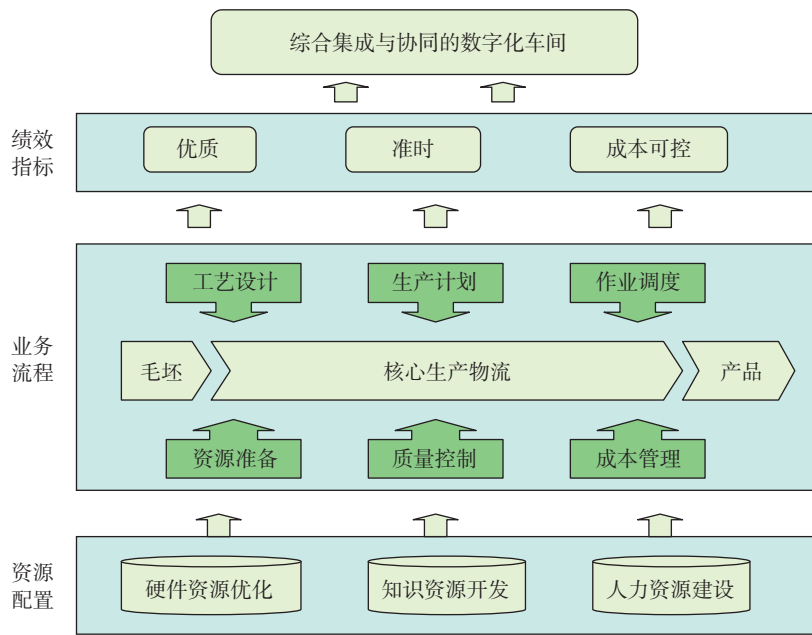 综合集成与协同的数字化车间
绩效
指标
优质
准时
成本可控
工艺设计
生产计划
作业调度
业务
流程
毛坯
核心生产物流
产品
资源准备
质量控制
成本管理
资源
配置
硬件资源优化
知识资源开发
人力资源建设